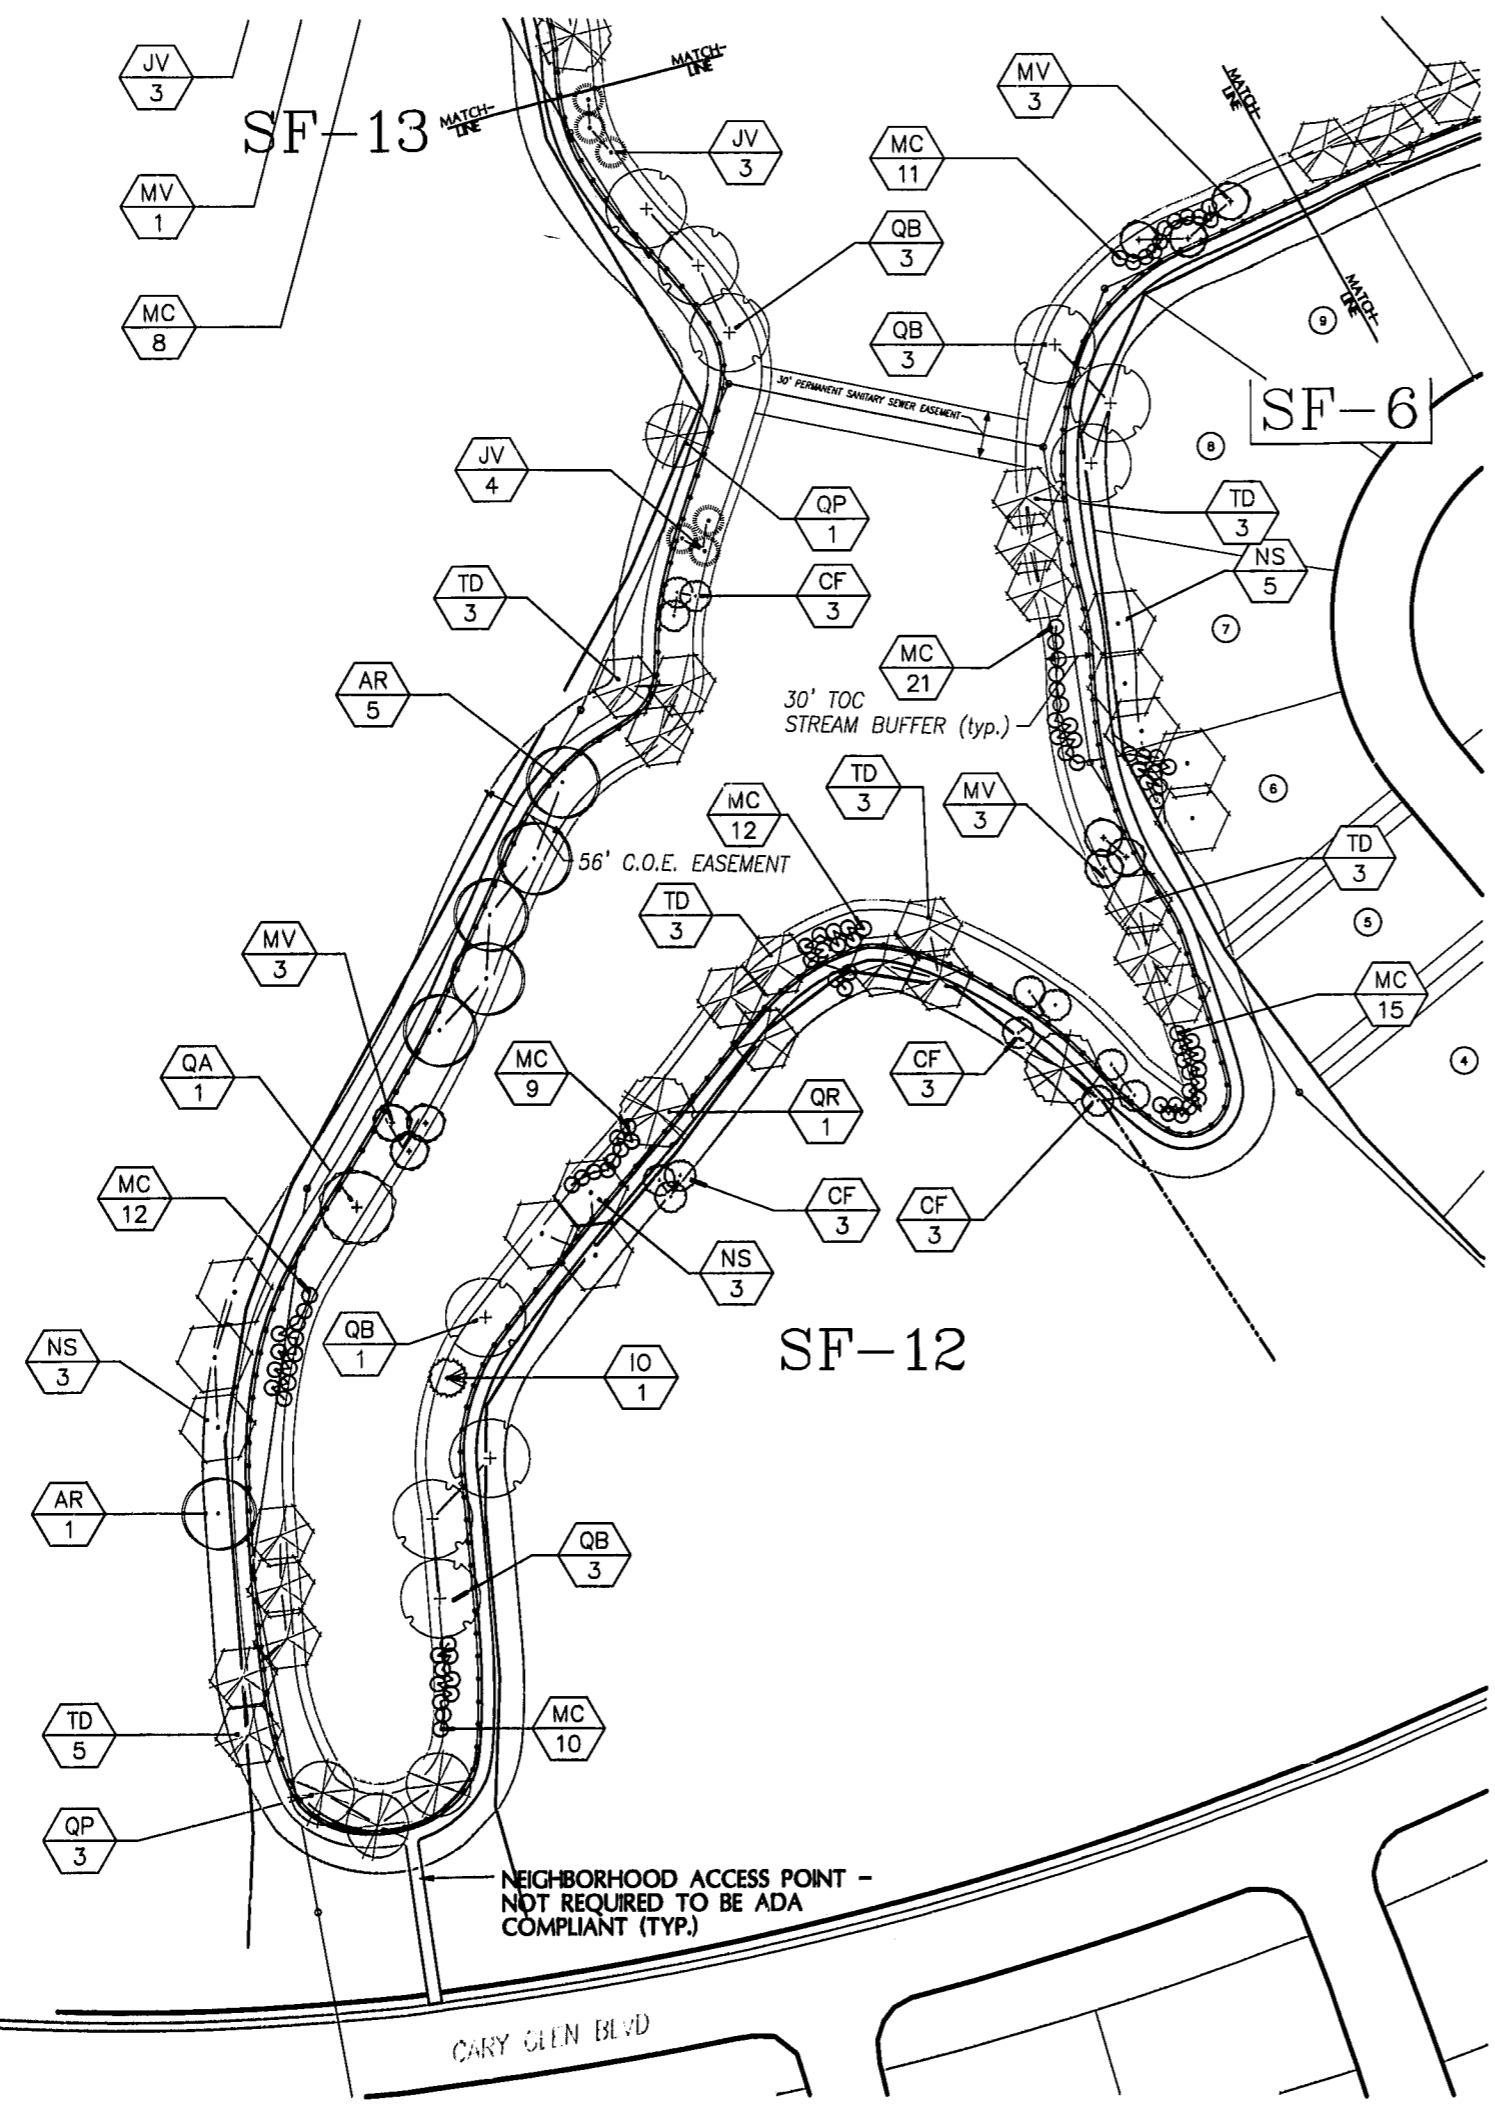 JV
3
SF-13
MATCH-
LINE
MATCH-
LINE
MV
1
MC
8
JV
3
MV
3
MATCH-
LINE
MC
11
QB
3
QB
3
MATCH-
LINE
9
30' PERMANENT SANITARY SEWER EASEMENT
SF-6
8
JV
4
QP
1
TD
3
NS
5
TD
3
CF
3
7
AR
5
MC
21
30' TOC
STREAM BUFFER (typ.)
TD
3
MC
12
MV
3
6
56' C.O.E. EASEMENT
TD
3
TD
3
5
MV
3
MC
15
QA
1
MC
9
CF
3
4
QR
1
MC
12
CF
3
CF
3
NS
3
QB
1
SF-12
NS
3
IO
1
AR
1
QB
3
TD
5
MC
10
QP
3
NEIGHBORHOOD ACCESS POINT -
NOT REQUIRED TO BE ADA
COMPLIANT (TYP.)
CARY GLEN BLVD